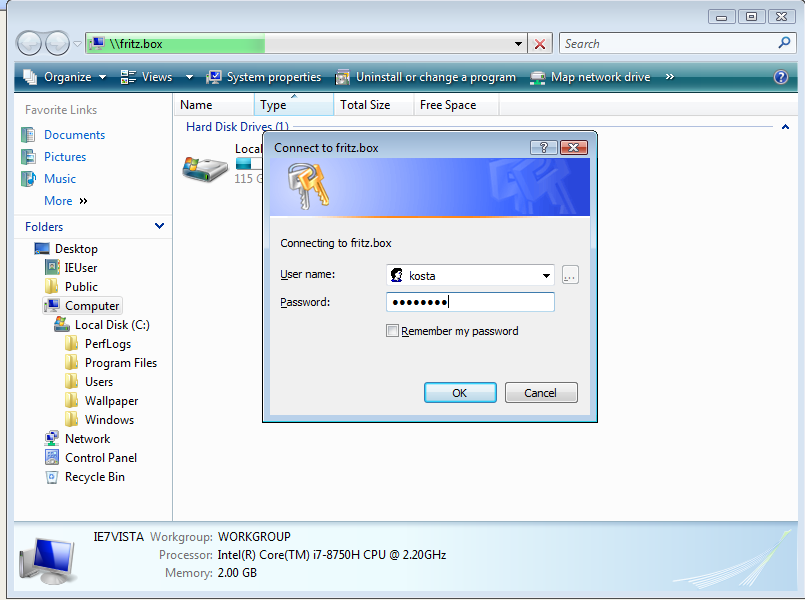 \\fritz.box
Search
Organize Views System properties Uninstall or change a program Map network drive »
Name Type Total Size Free Space
Favorite Links
Documents
Pictures
Music
More »
Folders
Desktop
IEUser
Public
Computer
Local Disk (C:)
PerfLogs
Program Files
Users
Wallpaper
Windows
Network
Control Panel
Recycle Bin
Hard Disk Drives (1)
Local
115 G
Connect to fritz.box
Connecting to fritz.box
User name: kosta ...
Password: ••••••••
Remember my password
OK Cancel
IE7VISTA Workgroup: WORKGROUP
Processor: Intel(R) Core(TM) i7-8750H CPU @ 2.20GHz
Memory: 2.00 GB